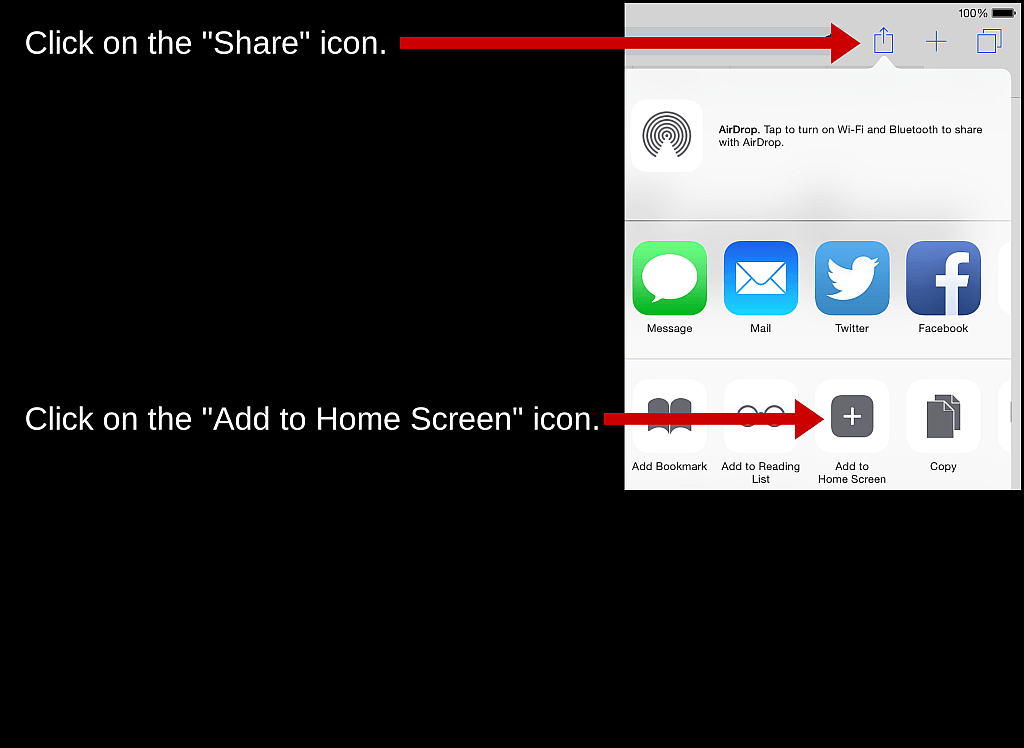 100%
Click on the "Share" icon.
AirDrop. Tap to turn on Wi-Fi and Bluetooth to share
with AirDrop.
Message
Mail
Twitter
Facebook
Click on the "Add to Home Screen" icon.
Add Bookmark
Add to Reading
List
Add to
Home Screen
Copy